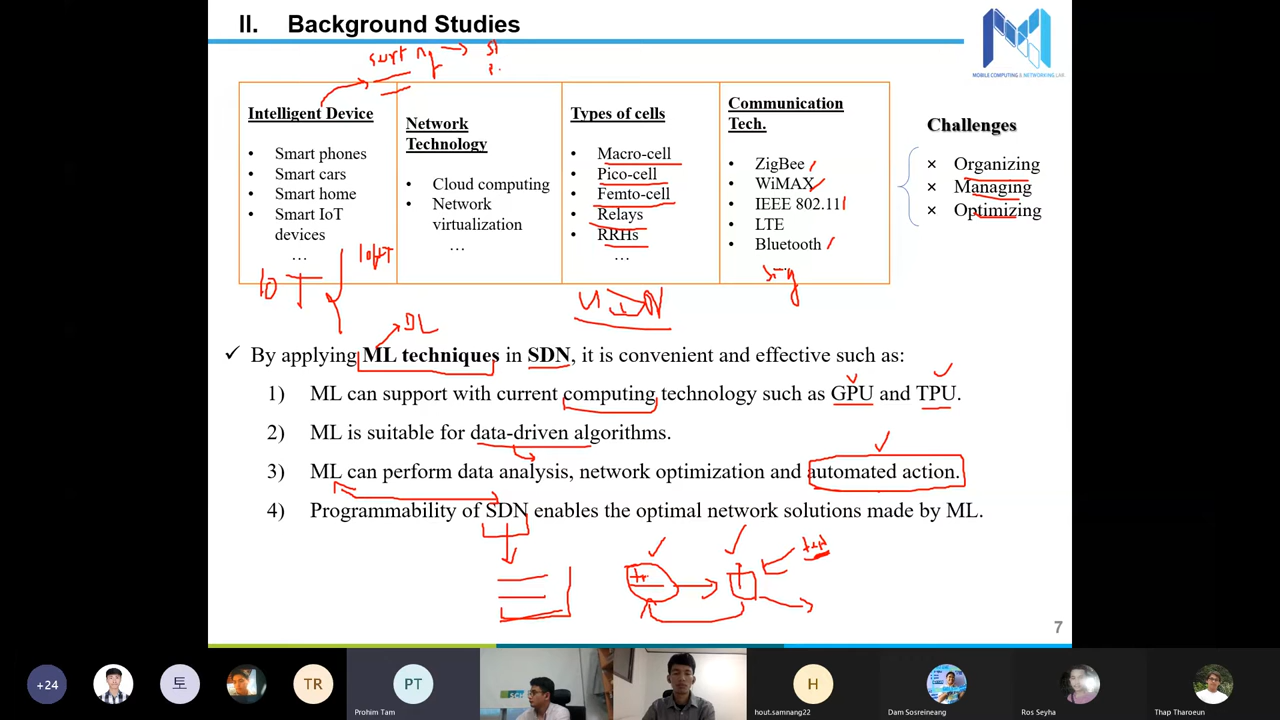 II. Background Studies
MOBILE COMPUTING & NETWORKING LAB
Intelligent Device
• Smart phones
• Smart cars
• Smart home
• Smart IoT
devices
…
Network
Technology
• Cloud computing
• Network
virtualization
…
Types of cells
• Macro-cell
• Pico-cell
• Femto-cell
• Relays
• RRHs
…
Communication
Tech.
• ZigBee
• WiMAX
• IEEE 802.11
• LTE
• Bluetooth
Challenges
× Organizing
× Managing
× Optimizing
IOT
DL
✓ By applying ML techniques in SDN, it is convenient and effective such as:
1) ML can support with current computing technology such as GPU and TPU.
2) ML is suitable for data-driven algorithms.
3) ML can perform data analysis, network optimization and automated action.
4) Programmability of SDN enables the optimal network solutions made by ML.
7
+24
토
TR
PT
H
Prohim Tam
hout.samnang22
Dam Sosreineang
Ros Seyha
Thap Tharoeun